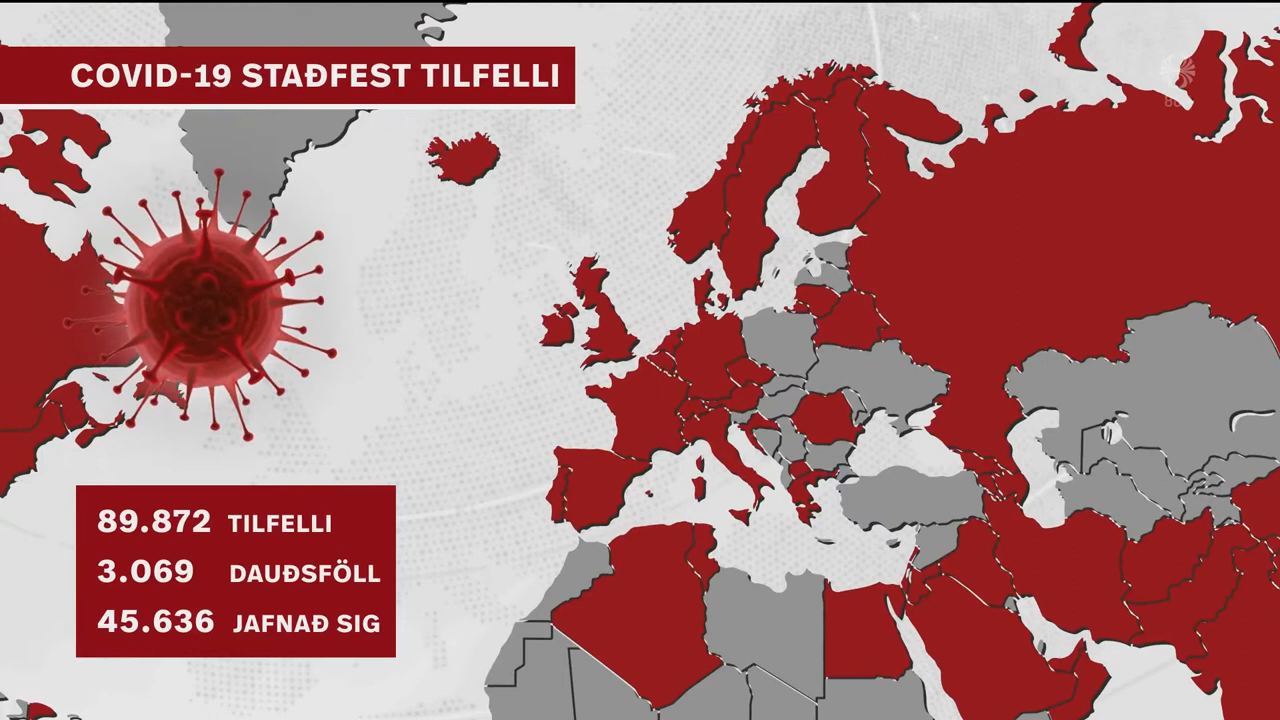 COVID-19 STAÐFEST TILFELLI
89.872 TILFELLI
3.069 DAUÐSFÖLL
45.636 JAFNAÐ SIG